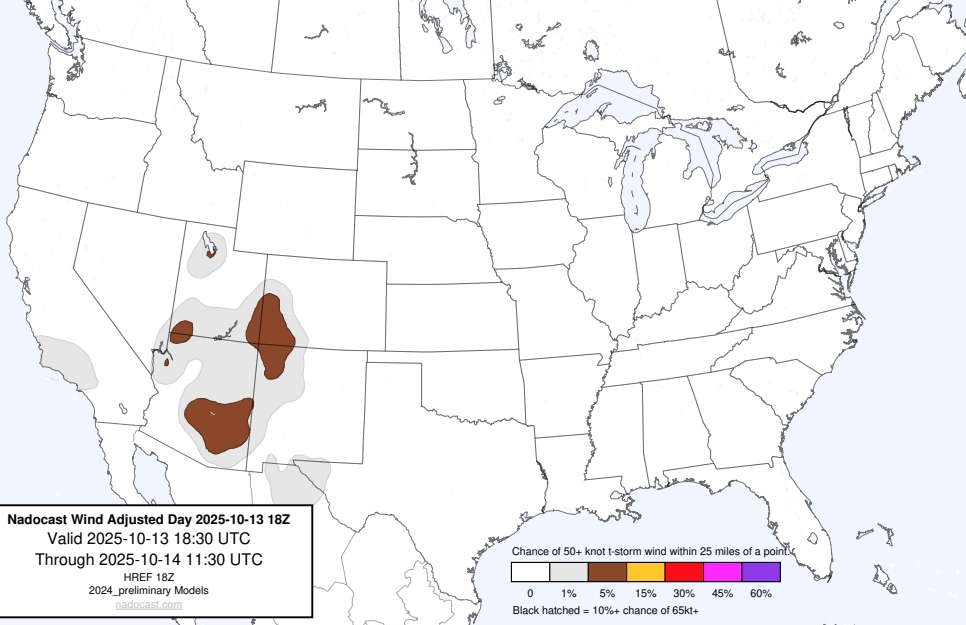 Nadocast Wind Adjusted Day 2025-10-13 18Z
Valid 2025-10-13 18:30 UTC
Through 2025-10-14 11:30 UTC
HREF 18Z
2024_preliminary Models
nadocast.com
Chance of 50+ knot t-storm wind within 25 miles of a point.
0 1% 5% 15% 30% 45% 60%
Black hatched = 10%+ chance of 65kt+